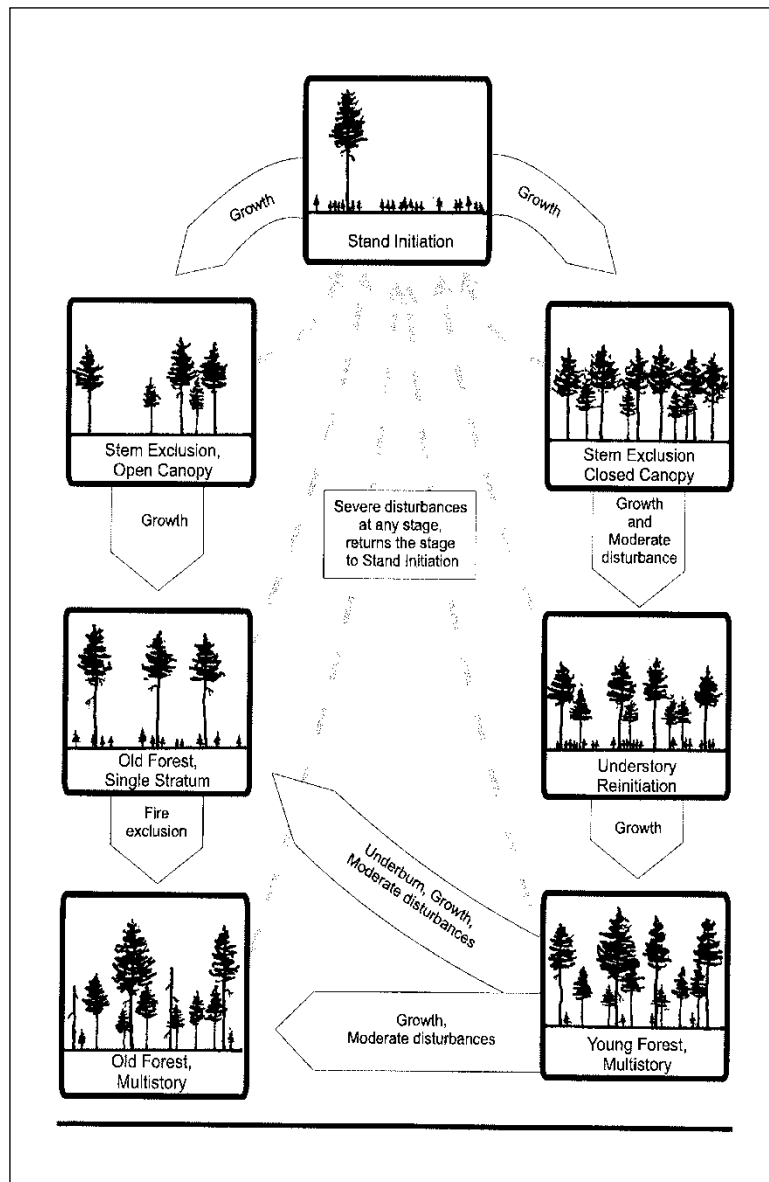 Growth
Growth
Stand Initiation
Stem Exclusion,
Open Canopy
Stem Exclusion
Closed Canopy
Growth
Severe disturbances
at any stage,
returns the stage
to Stand Initiation
Growth
and
Moderate
disturbance
Old Forest,
Single Stratum
Understory
Reinitiation
Fire
exclusion
Growth
Underburn, Growth,
Moderate disturbances
Growth,
Moderate disturbances
Old Forest,
Multistory
Young Forest,
Multistory